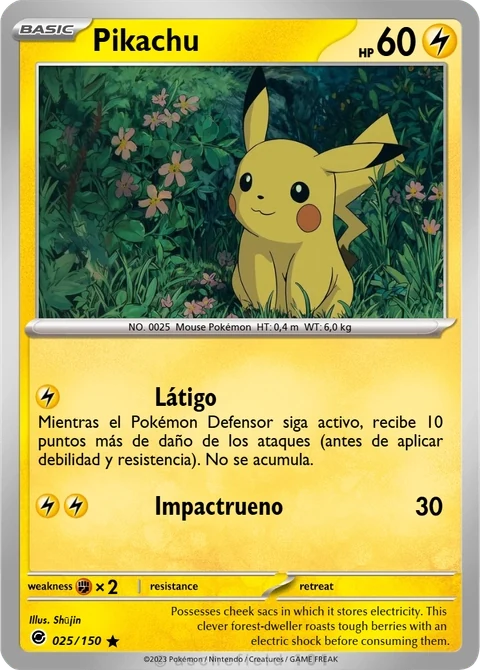 BASIC
Pikachu
HP 60
NO. 0025 Mouse Pokémon HT: 0,4 m WT: 6,0 kg
Látigo
Mientras el Pokémon Defensor siga activo, recibe 10
puntos más de daño de los ataques (antes de aplicar
debilidad y resistencia). No se acumula.
Impactrueno 30
weakness × 2 resistance retreat
Illus. Shūjin
Possesses cheek sacs in which it stores electricity. This
clever forest-dweller roasts tough berries with an
electric shock before consuming them.
025/150
©2023 Pokémon / Nintendo / Creatures / GAME FREAK